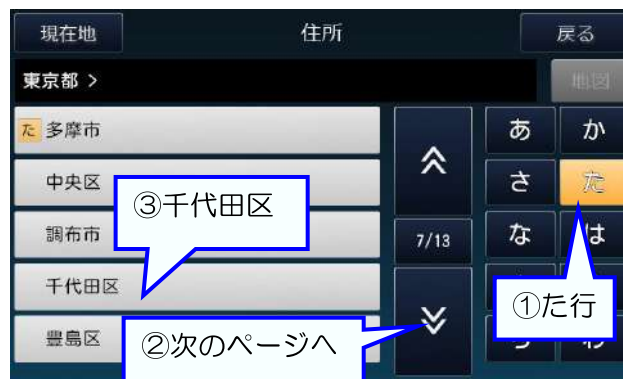 現在地 住所 戻る
東京都 > 地図
た 多摩市
中央区
調布市
千代田区
豊島区
7/13
あ か
さ た
な は
③千代田区
②次のページへ
①た行